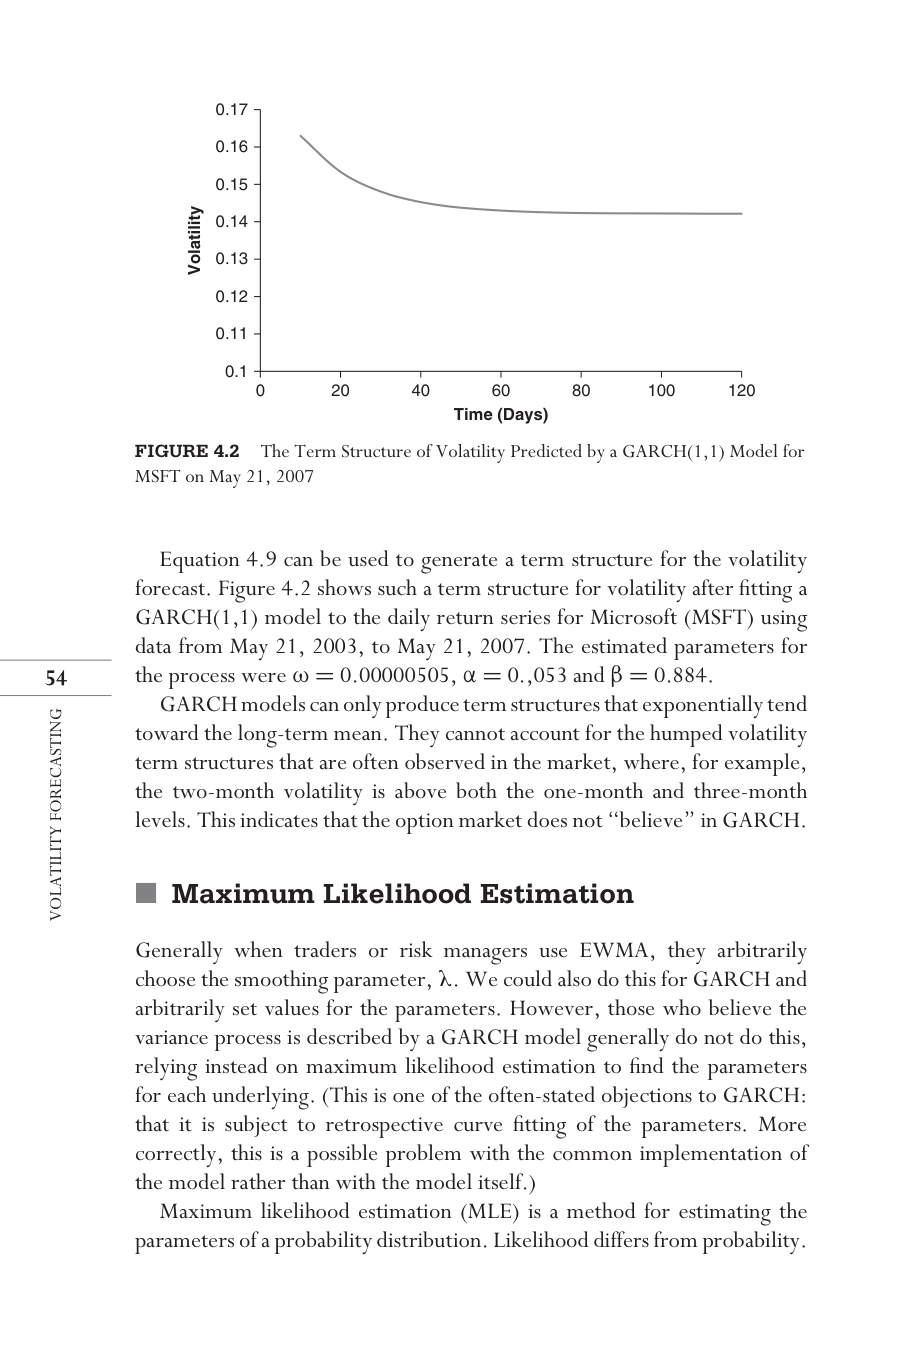 0.17
0.16
0.15
0.14
0.13
0.12
0.11
0.1
Volatility
0 20 40 60 80 100 120
Time (Days)
FIGURE 4.2 The Term Structure of Volatility Predicted by a GARCH(1,1) Model for
MSFT on May 21, 2007
Equation 4.9 can be used to generate a term structure for the volatility
forecast. Figure 4.2 shows such a term structure for volatility after fitting a
GARCH(1,1) model to the daily return series for Microsoft (MSFT) using
data from May 21, 2003, to May 21, 2007. The estimated parameters for
the process were ω = 0.00000505, α = 0.,053 and β = 0.884.
GARCH models can only produce term structures that exponentially tend
toward the long-term mean. They cannot account for the humped volatility
term structures that are often observed in the market, where, for example,
the two-month volatility is above both the one-month and three-month
levels. This indicates that the option market does not ‘‘believe’’ in GARCH.
54
VOLATILITY FORECASTING
Maximum Likelihood Estimation
Generally when traders or risk managers use EWMA, they arbitrarily
choose the smoothing parameter, λ. We could also do this for GARCH and
arbitrarily set values for the parameters. However, those who believe the
variance process is described by a GARCH model generally do not do this,
relying instead on maximum likelihood estimation to find the parameters
for each underlying. (This is one of the often-stated objections to GARCH:
that it is subject to retrospective curve fitting of the parameters. More
correctly, this is a possible problem with the common implementation of
the model rather than with the model itself.)
Maximum likelihood estimation (MLE) is a method for estimating the
parameters of a probability distribution. Likelihood differs from probability.